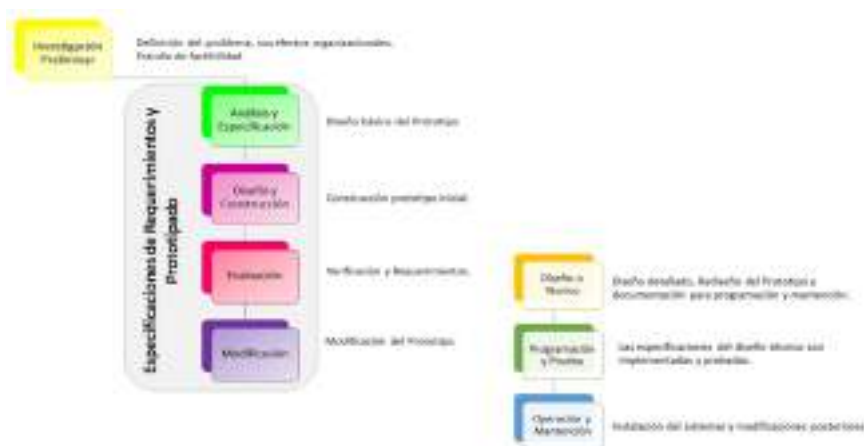 Investigación
Preliminar
Definición del problema, sus efectos organizacionales.
Estudio de factibilidad
Especificaciones de Requerimientos y
Prototipado
Análisis y
Especificación
Diseño básico del Prototipo
Diseño y
Construcción
Construcción prototipo inicial.
Evaluación
Verificación y Requerimientos.
Modificación
Modificación del Prototipo
Diseño
Técnico
Diseño detallado, Rediseño del Prototipo y
documentación para programación y mantención.
Programación
y Prueba
Las especificaciones del diseño técnico son
implementadas y probadas.
Operación y
Mantención
Instalación del sistema y modificaciones posteriores